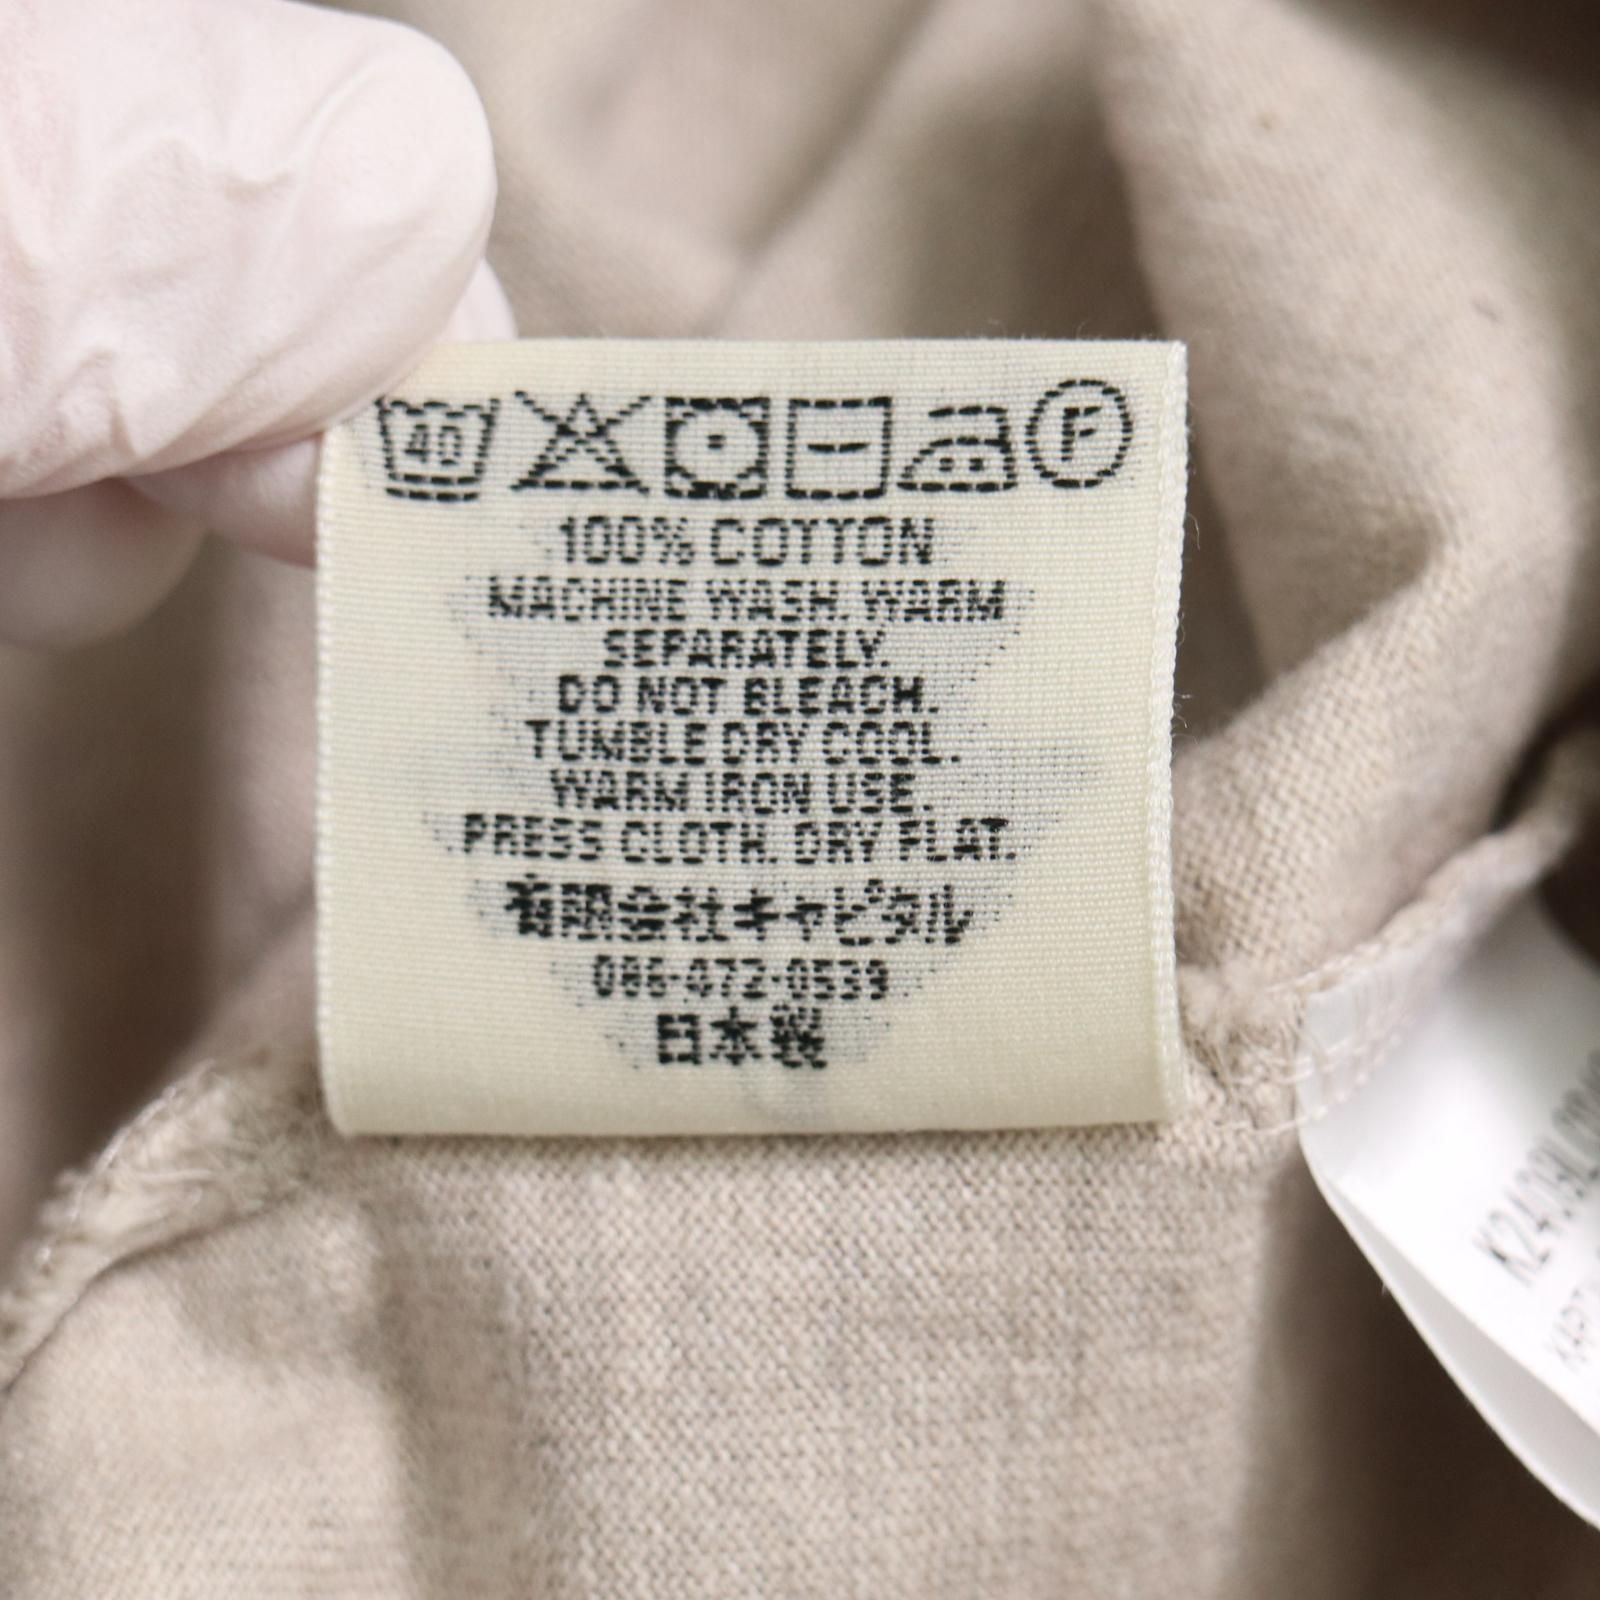 40
F
100% COTTON
MACHINE WASH. WARM
SEPARATELY.
DO NOT BLEACH.
TUMBLE DRY COOL.
WARM IRON USE.
PRESS CLOTH. DRY FLAT.
有限会社キャピタル
086-472-0539
日本製